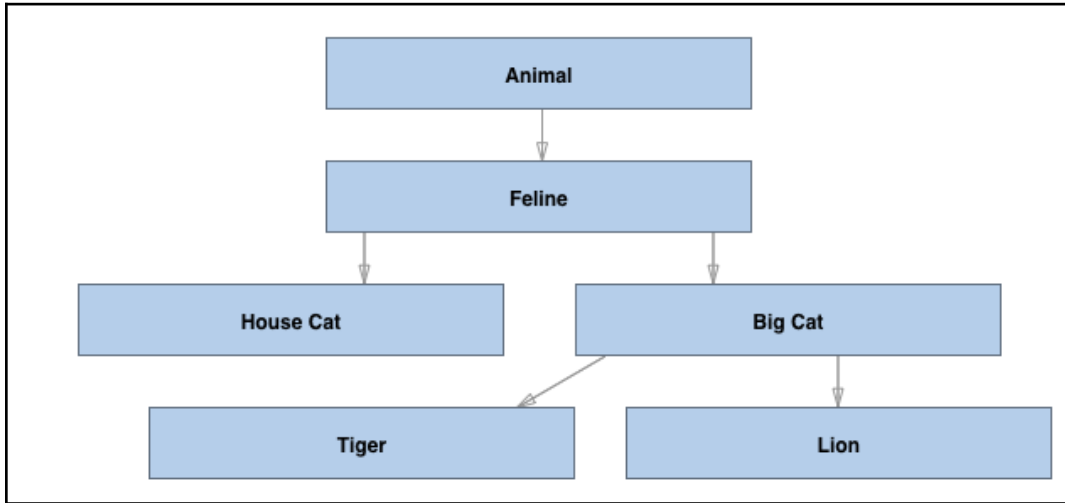 Animal
Feline
House Cat
Big Cat
Tiger
Lion